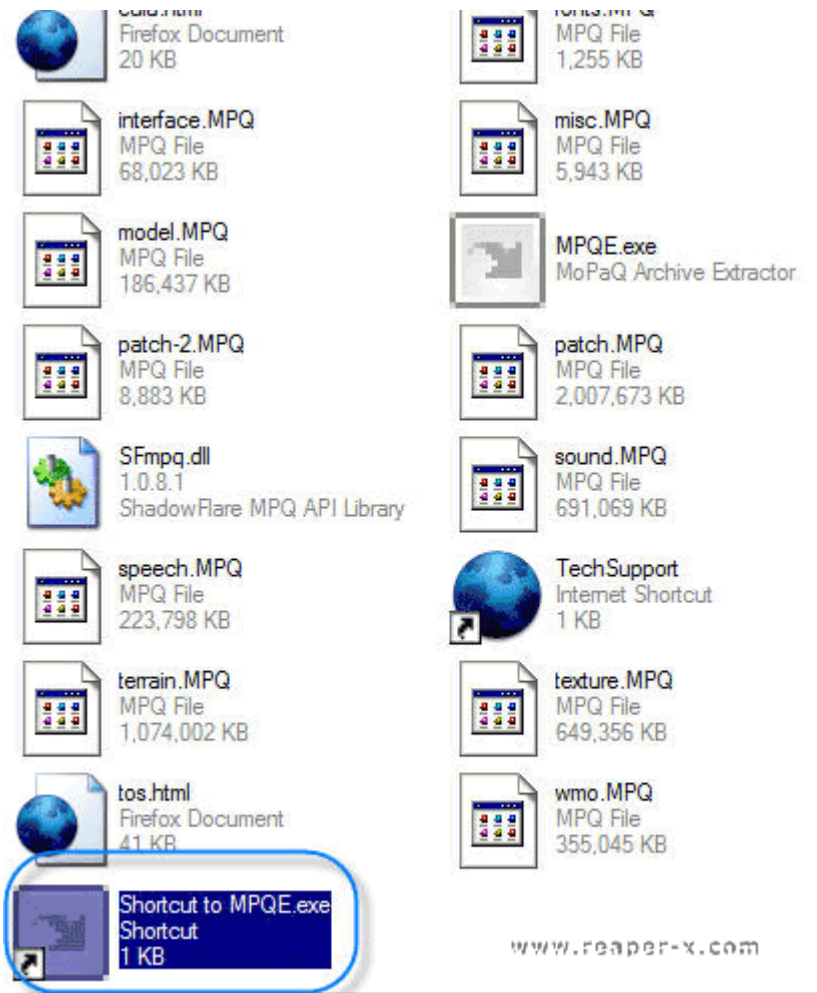 Firefox Document
20 KB
fonts.MPQ
MPQ File
1,255 KB
interface.MPQ
MPQ File
68,023 KB
misc.MPQ
MPQ File
5,943 KB
model.MPQ
MPQ File
186,437 KB
MPQE.exe
MoPaQ Archive Extractor
patch-2.MPQ
MPQ File
8,883 KB
patch.MPQ
MPQ File
2,007,673 KB
SFmpq.dll
1.0.8.1
ShadowFlare MPQ API Library
sound.MPQ
MPQ File
691,069 KB
speech.MPQ
MPQ File
223,798 KB
TechSupport
Internet Shortcut
1 KB
terrain.MPQ
MPQ File
1,074,002 KB
texture.MPQ
MPQ File
649,356 KB
tos.html
Firefox Document
41 KB
wmo.MPQ
MPQ File
355,045 KB
Shortcut to MPQE.exe
Shortcut
1 KB
www.reaper-x.com